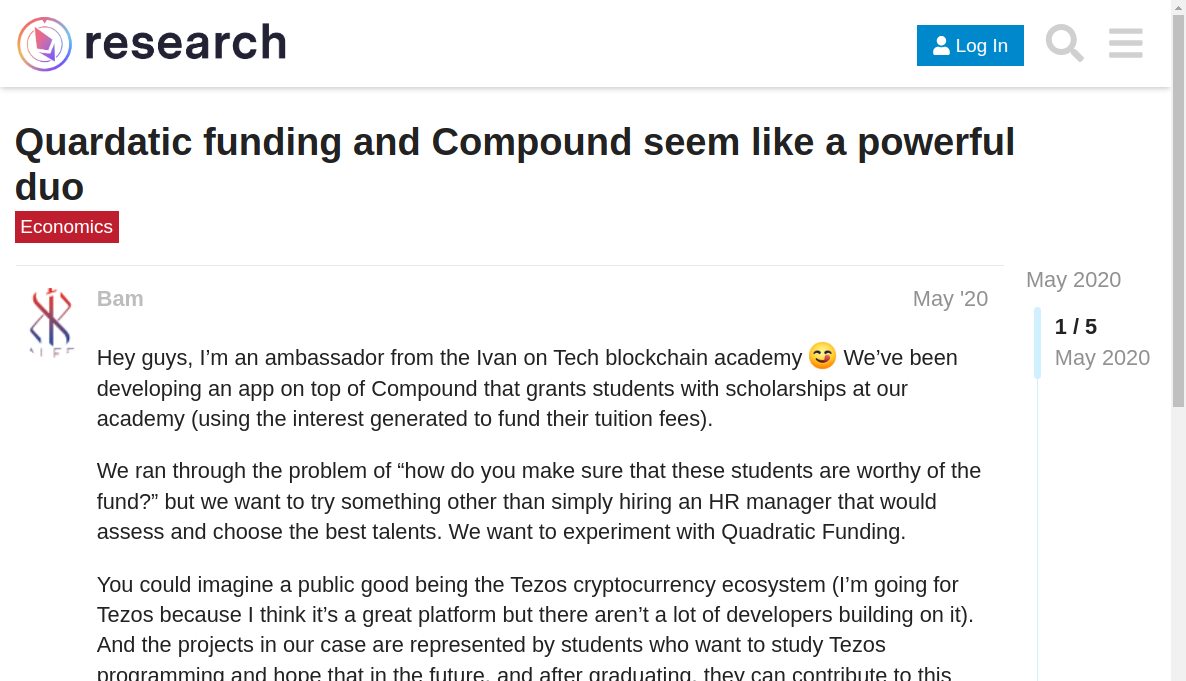 research
Log In
Quardatic funding and Compound seem like a powerful
duo
Economics
May 2020
Bam
May '20
1 / 5
May 2020
Hey guys, I’m an ambassador from the Ivan on Tech blockchain academy 😋 We’ve been
developing an app on top of Compound that grants students with scholarships at our
academy (using the interest generated to fund their tuition fees).
We ran through the problem of “how do you make sure that these students are worthy of the
fund?” but we want to try something other than simply hiring an HR manager that would
assess and choose the best talents. We want to experiment with Quadratic Funding.
You could imagine a public good being the Tezos cryptocurrency ecosystem (I’m going for
Tezos because I think it’s a great platform but there aren’t a lot of developers building on it).
And the projects in our case are represented by students who want to study Tezos
programming and hope that in the future, and after graduating, they can contribute to this